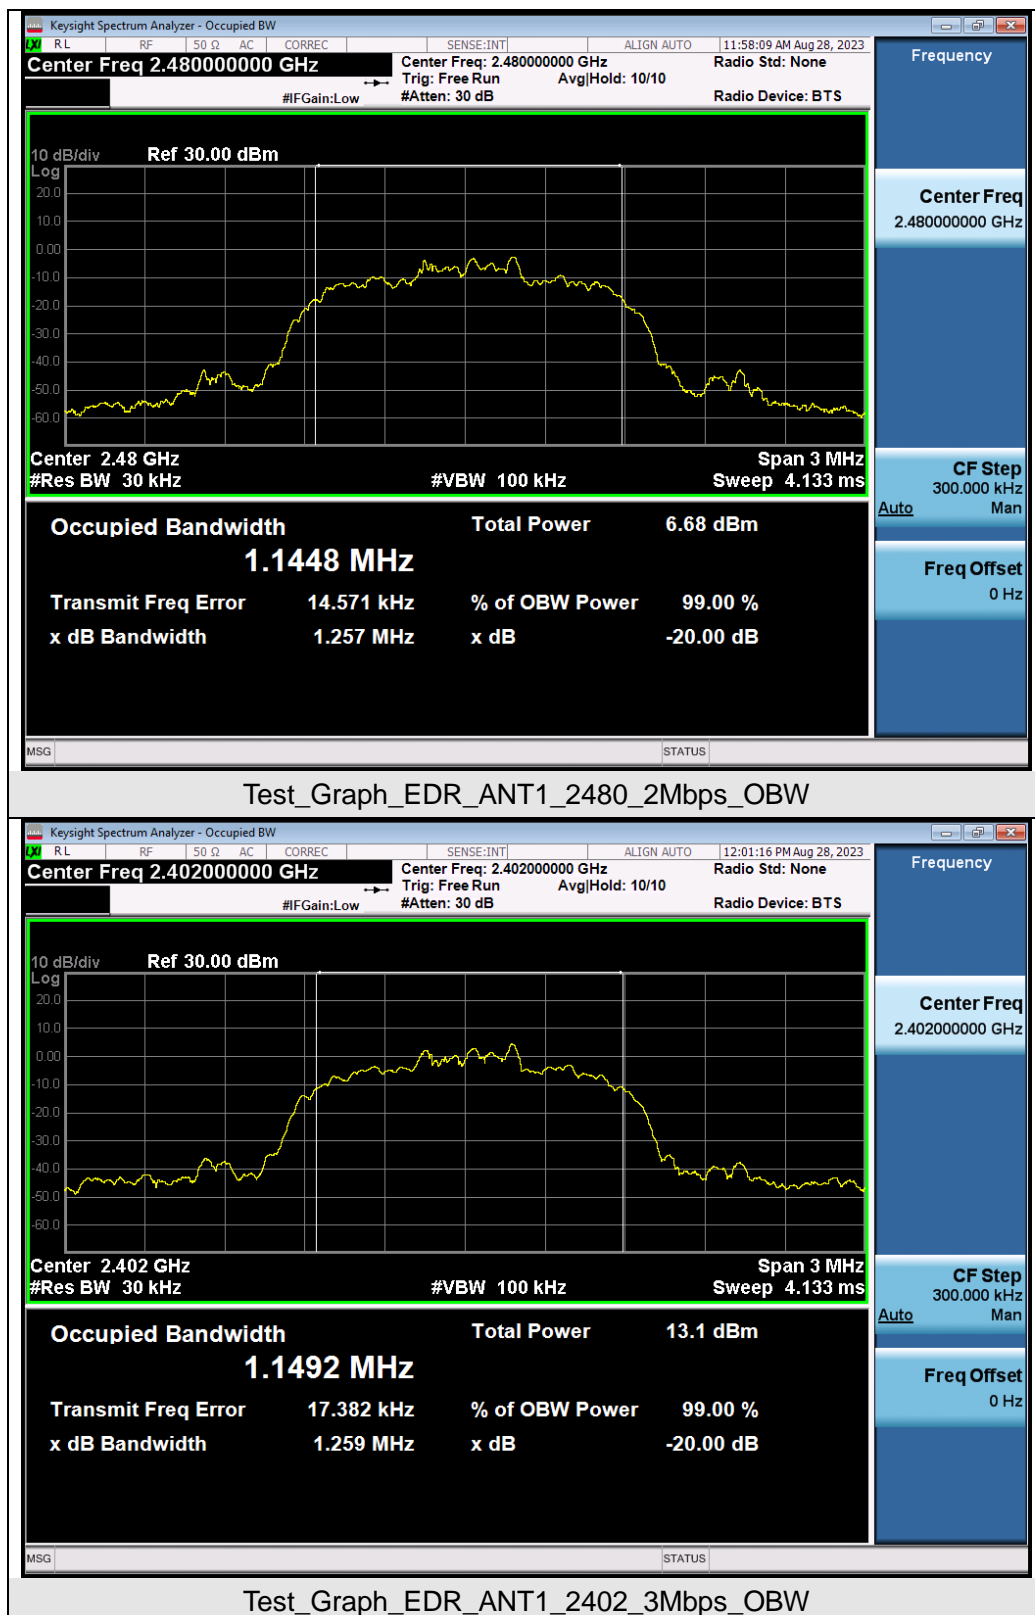 Keysight Spectrum Analyzer - Occupied BW
LXI RL RF 50 Ω AC CORREC SENSE:INT ALIGN AUTO 11:58:09 AM Aug 28, 2023
Center Freq 2.480000000 GHz Center Freq: 2.480000000 GHz Radio Std: None Frequency
Trig: Free Run Avg|Hold: 10/10
#IFGain:Low #Atten: 30 dB Radio Device: BTS
10 dB/div Ref 30.00 dBm
Log
20.0
10.0
0.00
-10.0
-20.0
-30.0
-40.0
-50.0
-60.0
Center Freq
2.480000000 GHz
Center 2.48 GHz Span 3 MHz
#Res BW 30 kHz #VBW 100 kHz Sweep 4.133 ms
CF Step
300.000 kHz
Auto Man
Occupied Bandwidth Total Power 6.68 dBm
1.1448 MHz
Freq Offset
0 Hz
Transmit Freq Error 14.571 kHz % of OBW Power 99.00 %
x dB Bandwidth 1.257 MHz x dB -20.00 dB
MSG STATUS
Test_Graph_EDR_ANT1_2480_2Mbps_OBW
Keysight Spectrum Analyzer - Occupied BW
LXI RL RF 50 Ω AC CORREC SENSE:INT ALIGN AUTO 12:01:16 PM Aug 28, 2023
Center Freq 2.402000000 GHz Center Freq: 2.402000000 GHz Radio Std: None Frequency
Trig: Free Run Avg|Hold: 10/10
#IFGain:Low #Atten: 30 dB Radio Device: BTS
10 dB/div Ref 30.00 dBm
Log
20.0
10.0
0.00
-10.0
-20.0
-30.0
-40.0
-50.0
-60.0
Center Freq
2.402000000 GHz
Center 2.402 GHz Span 3 MHz
#Res BW 30 kHz #VBW 100 kHz Sweep 4.133 ms
CF Step
300.000 kHz
Auto Man
Occupied Bandwidth Total Power 13.1 dBm
1.1492 MHz
Freq Offset
0 Hz
Transmit Freq Error 17.382 kHz % of OBW Power 99.00 %
x dB Bandwidth 1.259 MHz x dB -20.00 dB
MSG STATUS
Test_Graph_EDR_ANT1_2402_3Mbps_OBW